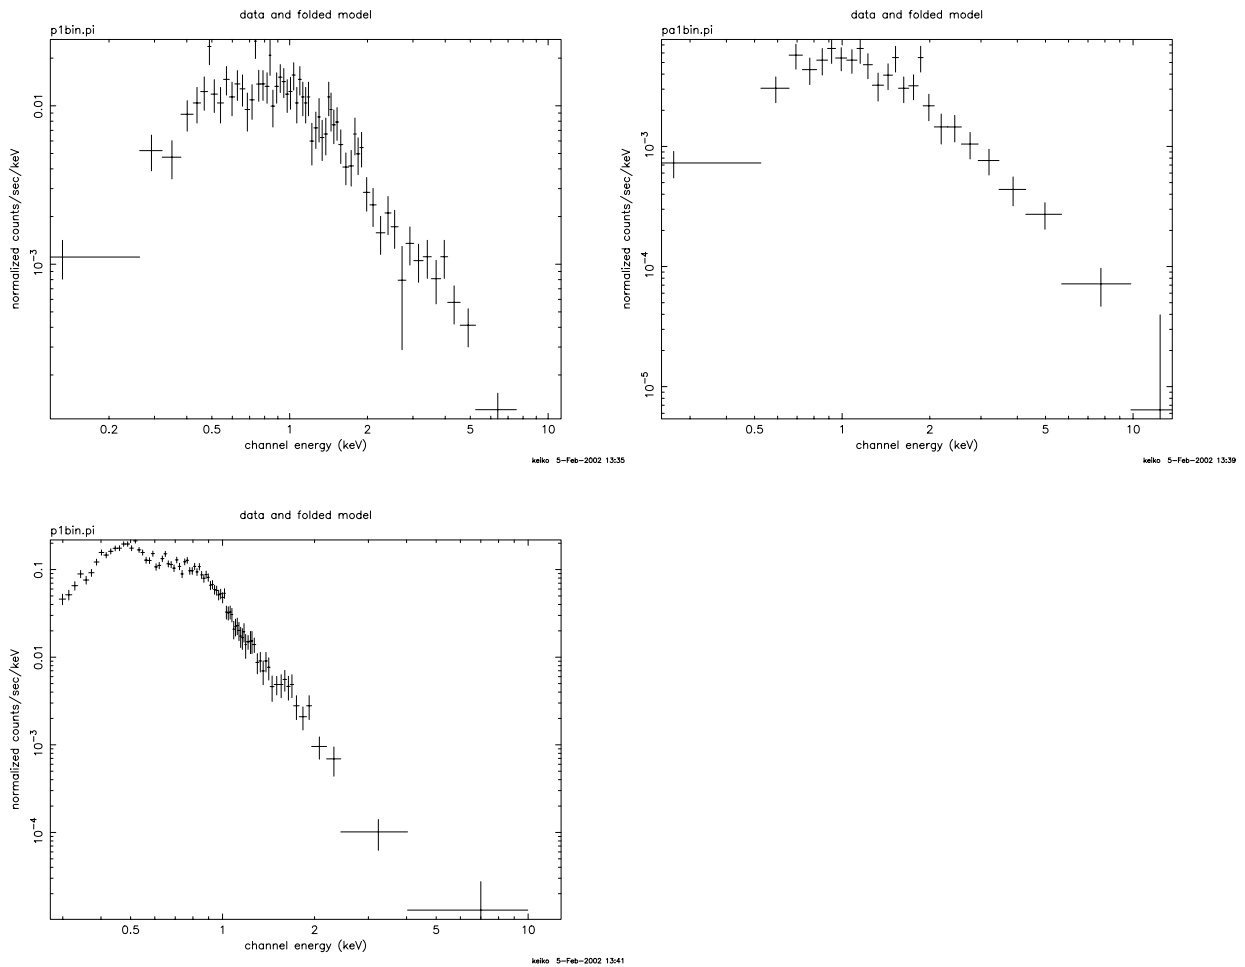 data and folded model
p1bin.pi
0.01
10−3
normalized counts/sec/keV
0.2 0.5 1 2 5 10
channel energy (keV)
keiko 5−Feb−2002 13:35
data and folded model
pa1bin.pi
10−3
10−4
10−5
normalized counts/sec/keV
0.5 1 2 5 10
channel energy (keV)
keiko 5−Feb−2002 13:39
data and folded model
p1bin.pi
0.1
0.01
10−3
10−4
normalized counts/sec/keV
0.5 1 2 5 10
channel energy (keV)
keiko 5−Feb−2002 13:41